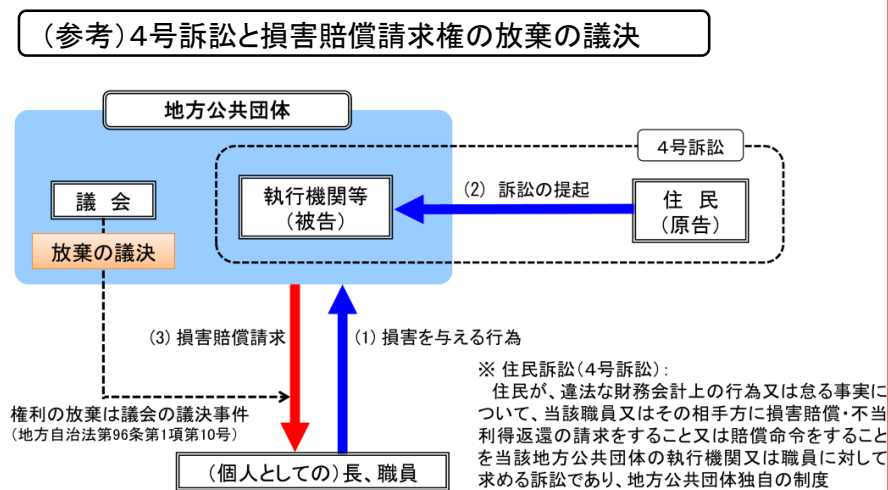 （参考）４号訴訟と損害賠償請求権の放棄の議決
地方公共団体
４号訴訟
議 会
放棄の議決
執行機関等
（被告）
(2) 訴訟の提起
住 民
（原告）
(3) 損害賠償請求
(1) 損害を与える行為
権利の放棄は議会の議決事件
（地方自治法第96条第1項第10号）
（個人としての）長、職員
※ 住民訴訟（４号訴訟）：
住民が、違法な財務会計上の行為又は怠る事実に
ついて、当該職員又はその相手方に損害賠償・不当
利得返還の請求をすること又は賠償命令をすること
を当該地方公共団体の執行機関又は職員に対して
求める訴訟であり、地方公共団体独自の制度